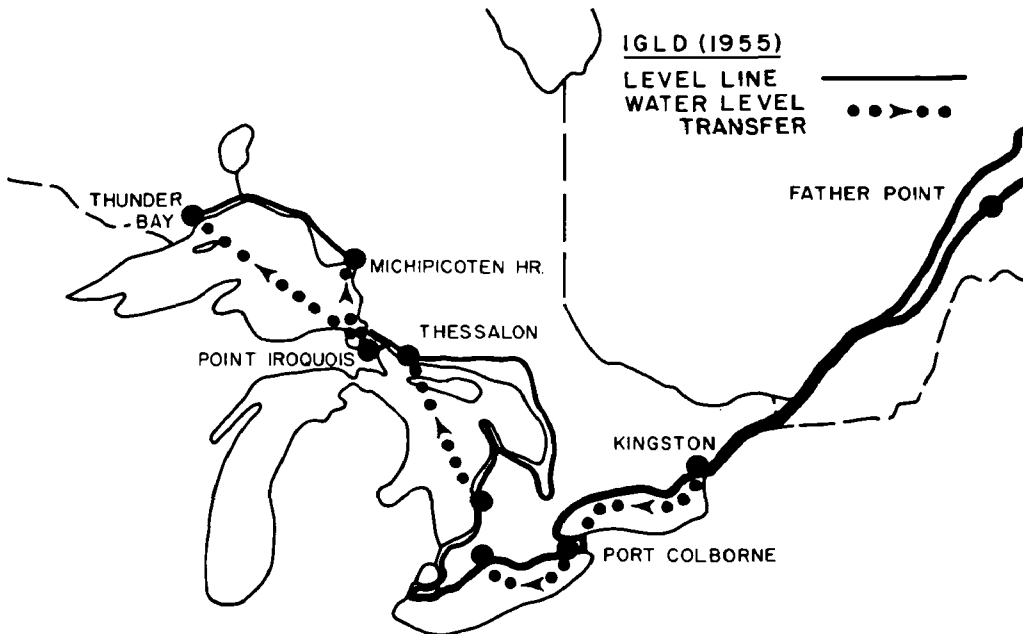 IGLD (1955)
LEVEL LINE
WATER LEVEL
TRANSFER
THUNDER
BAY
FATHER POINT
MICHIPICOTEN HR.
THESSALON
POINT IROQUOIS
KINGSTON
PORT COLBORNE